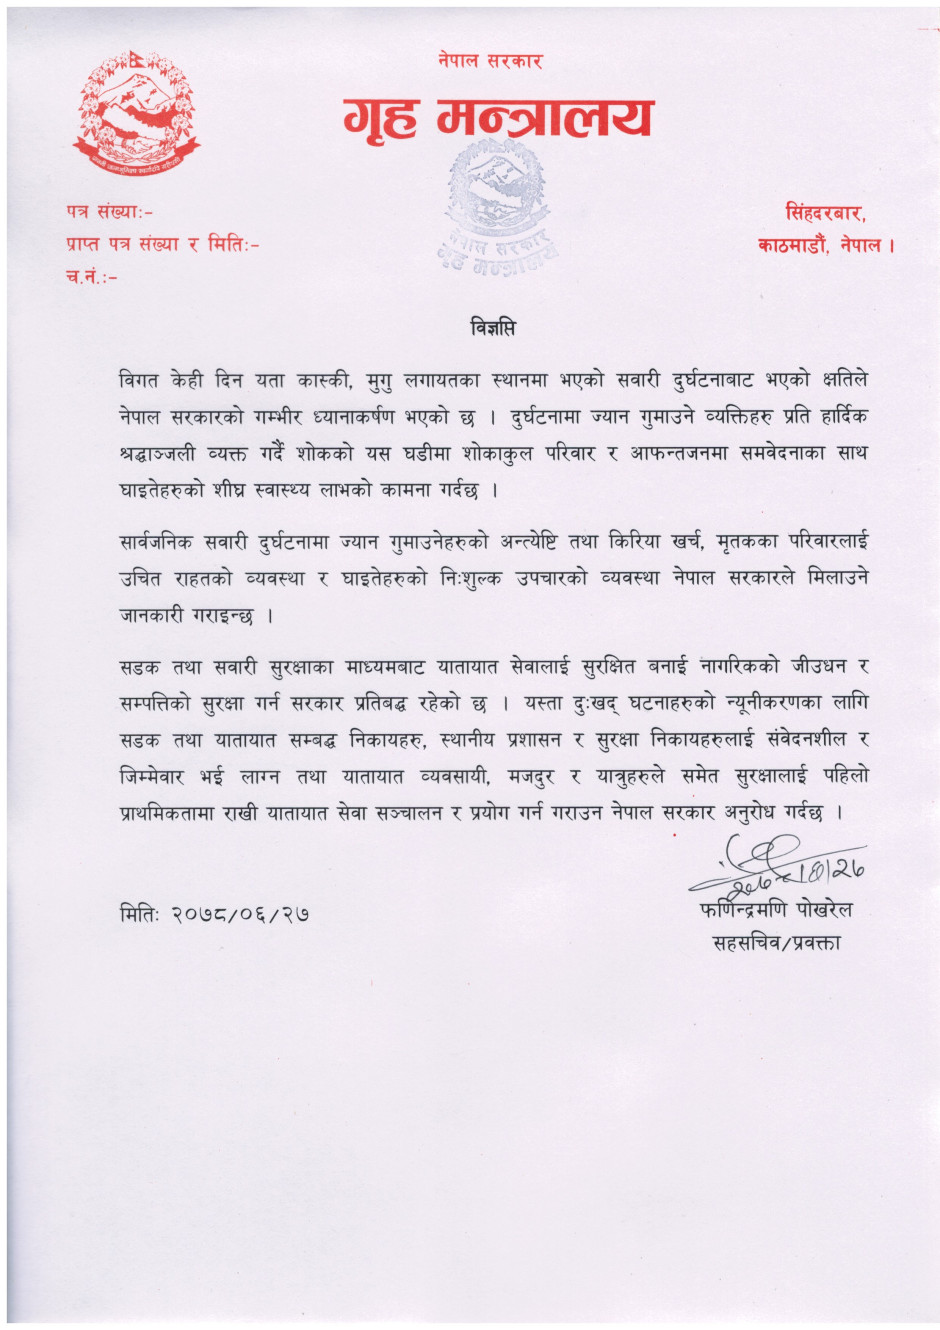 नेपाल सरकार
गृह मन्त्रालय
नेपाल सरकार
गृह मन्त्रालय
पत्र संख्याः-
प्राप्त पत्र संख्या र मितिः-
च.नं.:-
सिंहदरबार,
काठमाडौं, नेपाल ।
विज्ञप्ति
विगत केही दिन यता कास्की, मुगु लगायतका स्थानमा भएको सवारी दुर्घटनाबाट भएको क्षतिले
नेपाल सरकारको गम्भीर ध्यानाकर्षण भएको छ । दुर्घटनामा ज्यान गुमाउने व्यक्तिहरु प्रति हार्दिक
श्रद्धाञ्जली व्यक्त गर्दै शोकको यस घडीमा शोकाकुल परिवार र आफन्तजनमा समवेदनाका साथ
घाइतेहरुको शीघ्र स्वास्थ्य लाभको कामना गर्दछ ।
सार्वजनिक सवारी दुर्घटनामा ज्यान गुमाउनेहरुको अन्त्येष्टि तथा किरिया खर्च, मृतकका परिवारलाई
उचित राहतको व्यवस्था र घाइतेहरुको निःशुल्क उपचारको व्यवस्था नेपाल सरकारले मिलाउने
जानकारी गराइन्छ ।
सडक तथा सवारी सुरक्षाका माध्यमबाट यातायात सेवालाई सुरक्षित बनाई नागरिकको जीउधन र
सम्पत्तिको सुरक्षा गर्न सरकार प्रतिबद्ध रहेको छ । यस्ता दुःखद् घटनाहरुको न्यूनीकरणका लागि
सडक तथा यातायात सम्बद्ध निकायहरु, स्थानीय प्रशासन र सुरक्षा निकायहरुलाई संवेदनशील र
जिम्मेवार भई लाग्न तथा यातायात व्यवसायी, मजदुर र यात्रुहरुले समेत सुरक्षालाई पहिलो
प्राथमिकतामा राखी यातायात सेवा सञ्चालन र प्रयोग गर्न गराउन नेपाल सरकार अनुरोध गर्दछ ।
मितिः २०७८/०६/२७
फणिन्द्रमणि पोखरेल
सहसचिव/प्रवक्ता